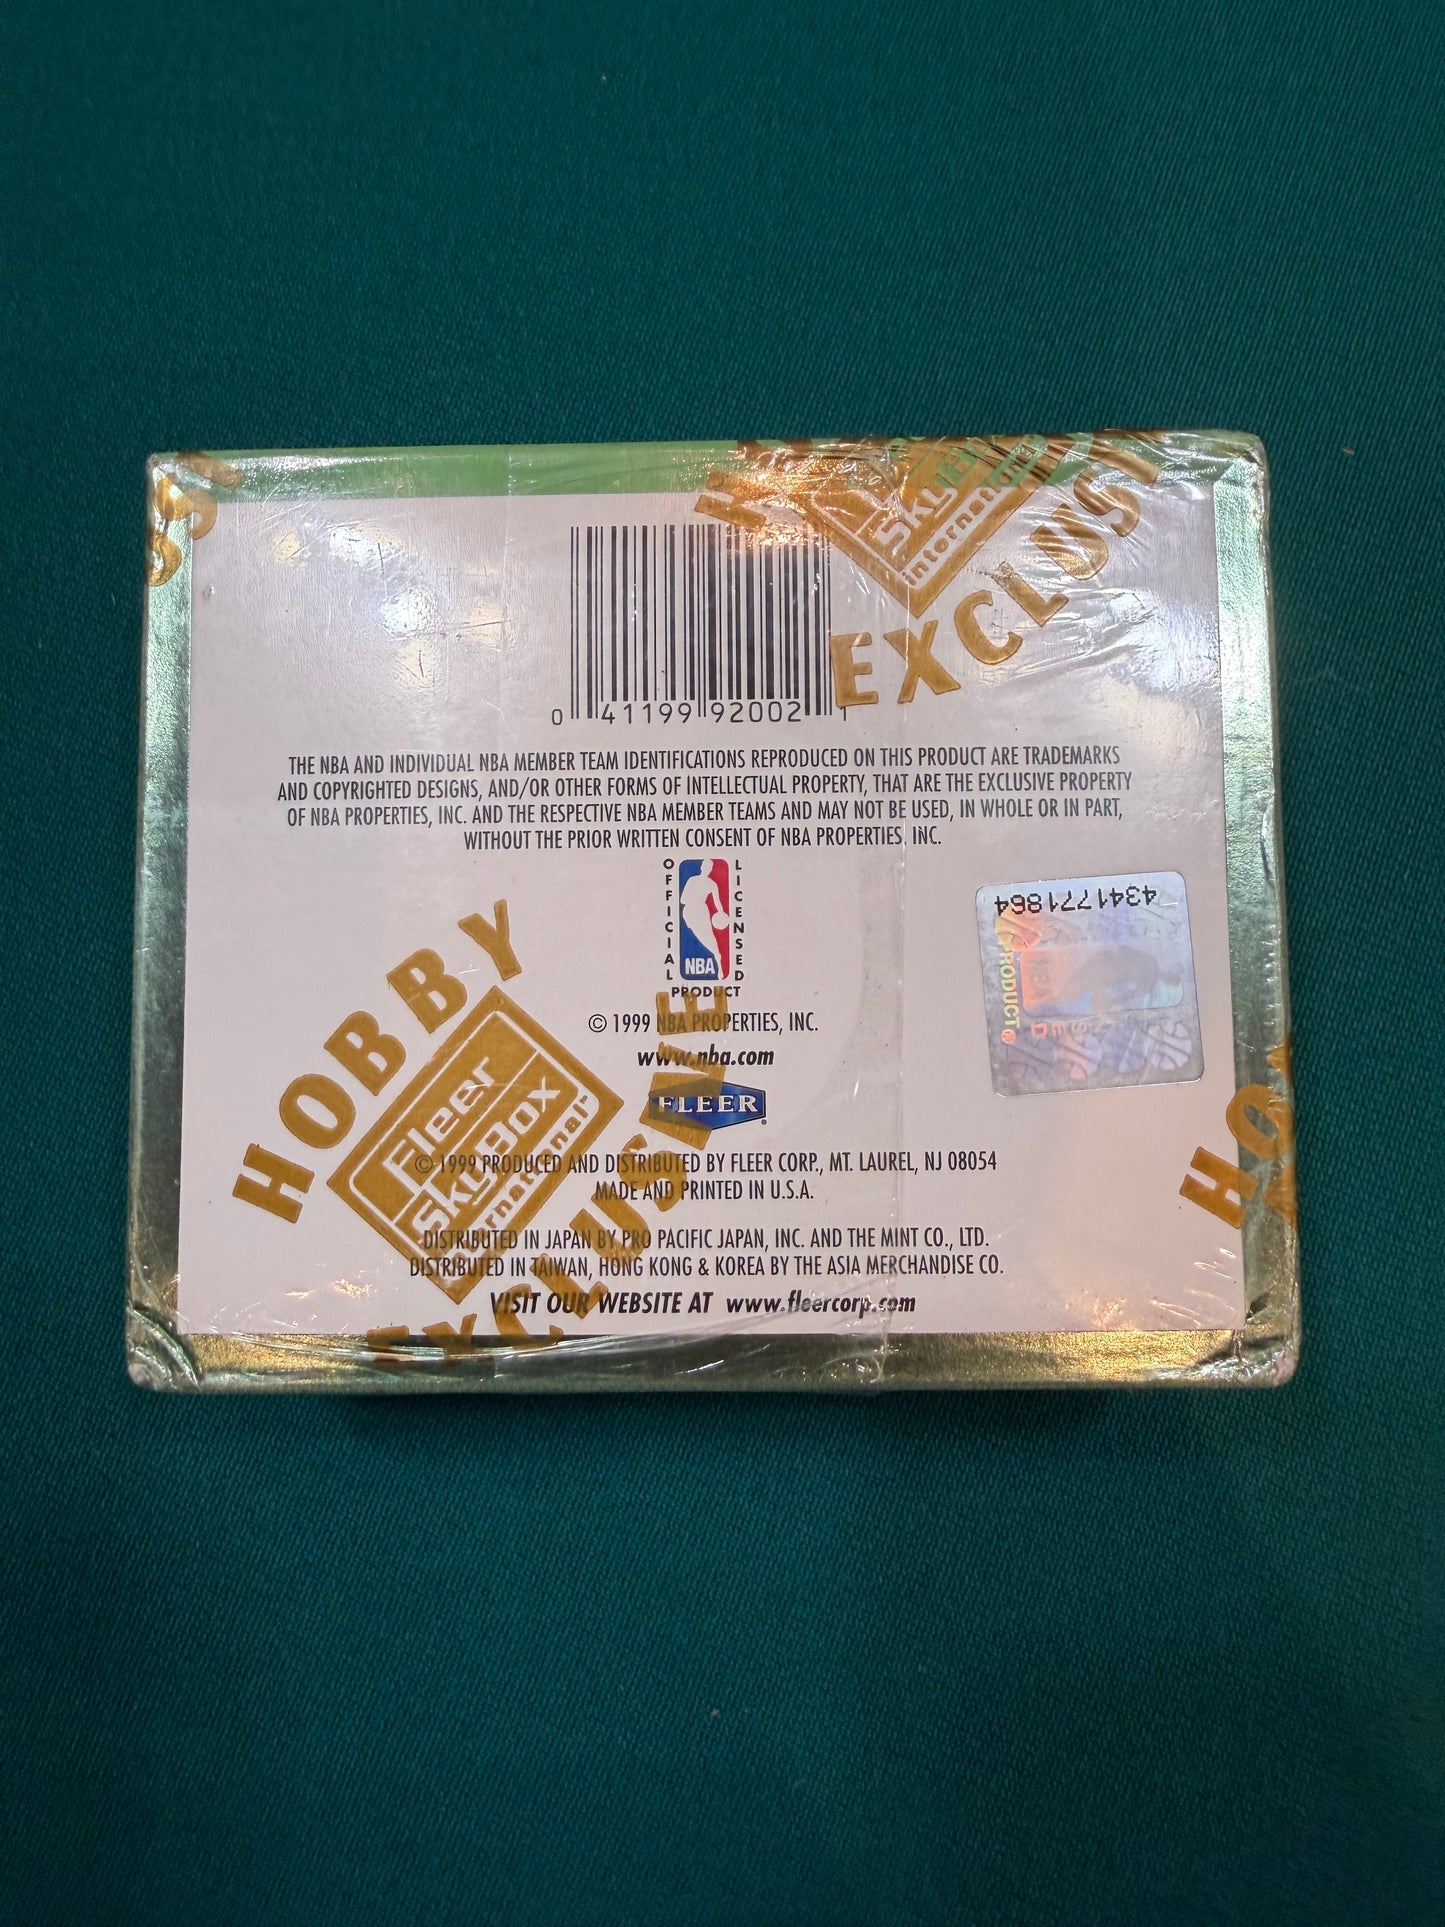 0 41199 92002 1
THE NBA AND INDIVIDUAL NBA MEMBER TEAM IDENTIFICATIONS REPRODUCED ON THIS PRODUCT ARE TRADEMARKS
AND COPYRIGHTED DESIGNS, AND/OR OTHER FORMS OF INTELLECTUAL PROPERTY, THAT ARE THE EXCLUSIVE PROPERTY
OF NBA PROPERTIES, INC. AND THE RESPECTIVE NBA MEMBER TEAMS AND MAY NOT BE USED, IN WHOLE OR IN PART,
WITHOUT THE PRIOR WRITTEN CONSENT OF NBA PROPERTIES, INC.
OFFICIAL
LICENSED
NBA
PRODUCT
© 1999 NBA PROPERTIES, INC.
www.nba.com
FLEER
© 1999 PRODUCED AND DISTRIBUTED BY FLEER CORP., MT. LAUREL, NJ 08054
MADE AND PRINTED IN U.S.A.
DISTRIBUTED IN JAPAN BY PRO PACIFIC JAPAN, INC. AND THE MINT CO., LTD.
DISTRIBUTED IN TAIWAN, HONG KONG & KOREA BY THE ASIA MERCHANDISE CO.
VISIT OUR WEBSITE AT www.fleercorp.com
HOBBY
Fleer
SkyBox
International
EXCLUSIVE
SkyBox
International
EXCLUSI
4341771864
NBA
PRODUCT
HO